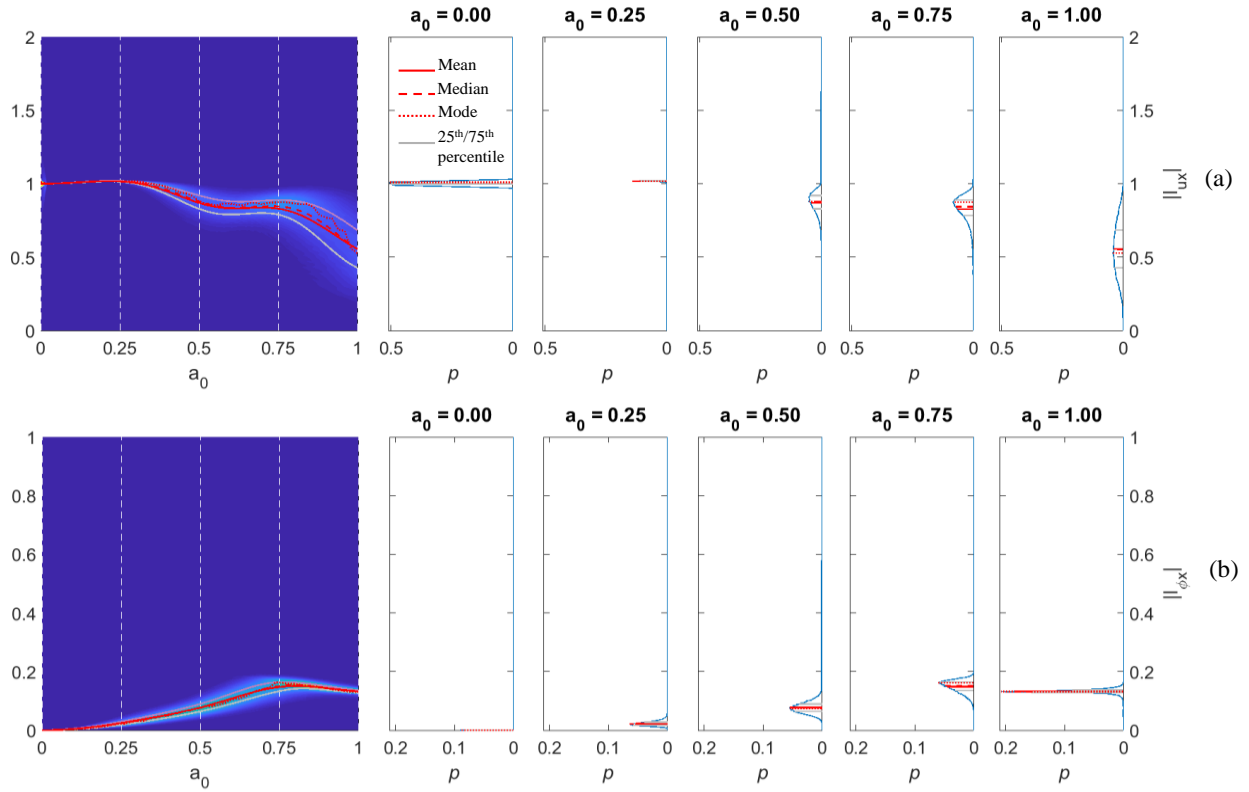 a0 = 0.00 a0 = 0.25 a0 = 0.50 a0 = 0.75 a0 = 1.00
2 2
Mean
Median
1.5 1.5
Mode
25th/75th
percentile
1 1 ||Iux| (a)
0.5 0.5
0 0
0 0.25 0.5 0.75 1 0.5 0 0.5 0 0.5 0 0.5 0 0.5 0
a0 p p p p p
a0 = 0.00 a0 = 0.25 a0 = 0.50 a0 = 0.75 a0 = 1.00
1 1
0.8 0.8
0.6 0.6
||Iϕx| (b)
0.4 0.4
0.2 0.2
0 0
0 0.25 0.5 0.75 1 0.2 0.1 0 0.2 0.1 0 0.2 0.1 0 0.2 0.1 0 0.2 0.1 0
a0 p p p p p